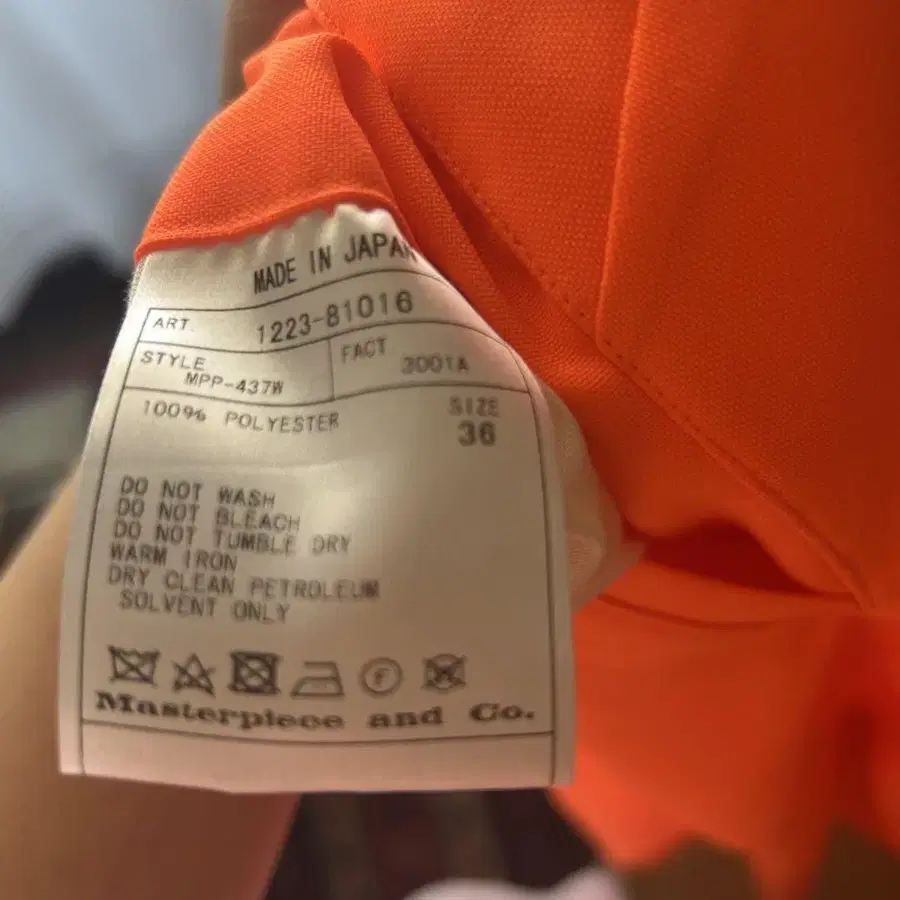 MADE IN JAPAN
ART. 1223-81016
STYLE MPP-437W FACT 3001A
100% POLYESTER SIZE 36
DO NOT WASH
DO NOT BLEACH
DO NOT TUMBLE DRY
WARM IRON
DRY CLEAN PETROLEUM
SOLVENT ONLY
F
Masterpiece and Co.